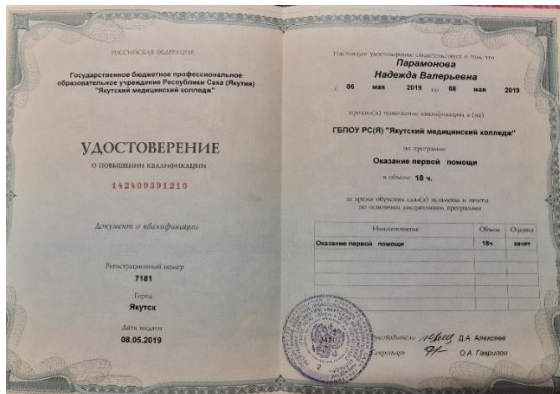 РОССИЙСКАЯ ФЕДЕРАЦИЯ
Государственное бюджетное профессиональное
образовательное учреждение Республики Саха (Якутия)
"Якутский медицинский колледж"
УДОСТОВЕРЕНИЕ
О ПОВЫШЕНИИ КВАЛИФИКАЦИИ
142409391210
Документ о квалификации
Регистрационный номер
7181
Город
Якутск
Дата выдачи
08.05.2019
Настоящее удостоверение свидетельствует о том, что
Парамонова
Надежда Валерьевна
с 06 мая 2019 по 08 мая 2019
прошел(а) повышение квалификации в (на)
ГБПОУ РС(Я) "Якутский медицинский колледж"
по программе
Оказание первой помощи
в объеме 18 ч.
за время обучения сдал(а) экзамены и зачеты
по основным дисциплинам программы
Наименование Объем Оценка
Оказание первой помощи 18ч зачет
Руководитель Д.А. Алексеев
Секретарь О.А. Гаврилов